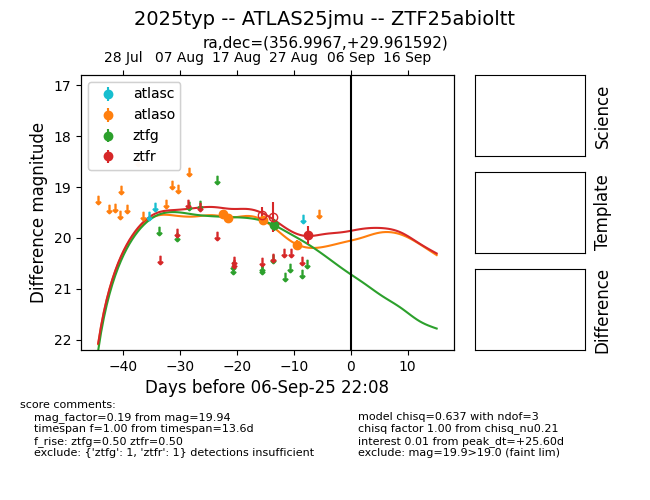 2025typ -- ATLAS25jmu -- ZTF25abioltt
ra,dec=(356.9967,+29.961592)
28 Jul 07 Aug 17 Aug 27 Aug 06 Sep 16 Sep
17
18
19
20
21
22
Difference magnitude
atlasc
atlaso
ztfg
ztfr
−40 −30 −20 −10 0 10
Days before 06-Sep-25 22:08
Science
Template
Difference
score comments:
mag_factor=0.19 from mag=19.94
timespan f=1.00 from timespan=13.6d
f_rise: ztfg=0.50 ztfr=0.50
exclude: {'ztfg': 1, 'ztfr': 1} detections insufficient
model chisq=0.637 with ndof=3
chisq factor 1.00 from chisq_nu0.21
interest 0.01 from peak_dt=+25.60d
exclude: mag=19.9>19.0 (faint lim)